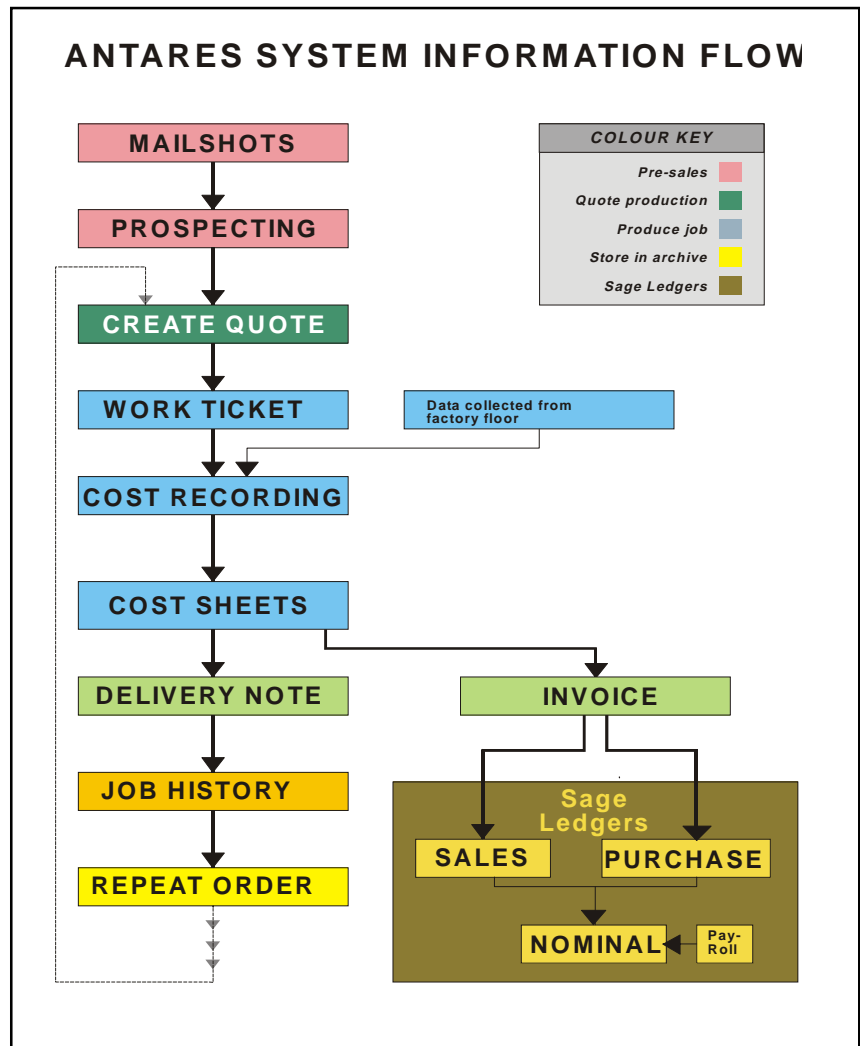 ANTARES SYSTEM INFORMATION FLOW
MAILSHOTS
COLOUR KEY
Pre-sales
Quote production
Produce job
Store in archive
Sage Ledgers
PROSPECTING
CREATE QUOTE
WORK TICKET
Data collected from
factory floor
COST RECORDING
COST SHEETS
DELIVERY NOTE
INVOICE
JOB HISTORY
Sage
Ledgers
SALES
PURCHASE
REPEAT ORDER
NOMINAL
Pay-
Roll